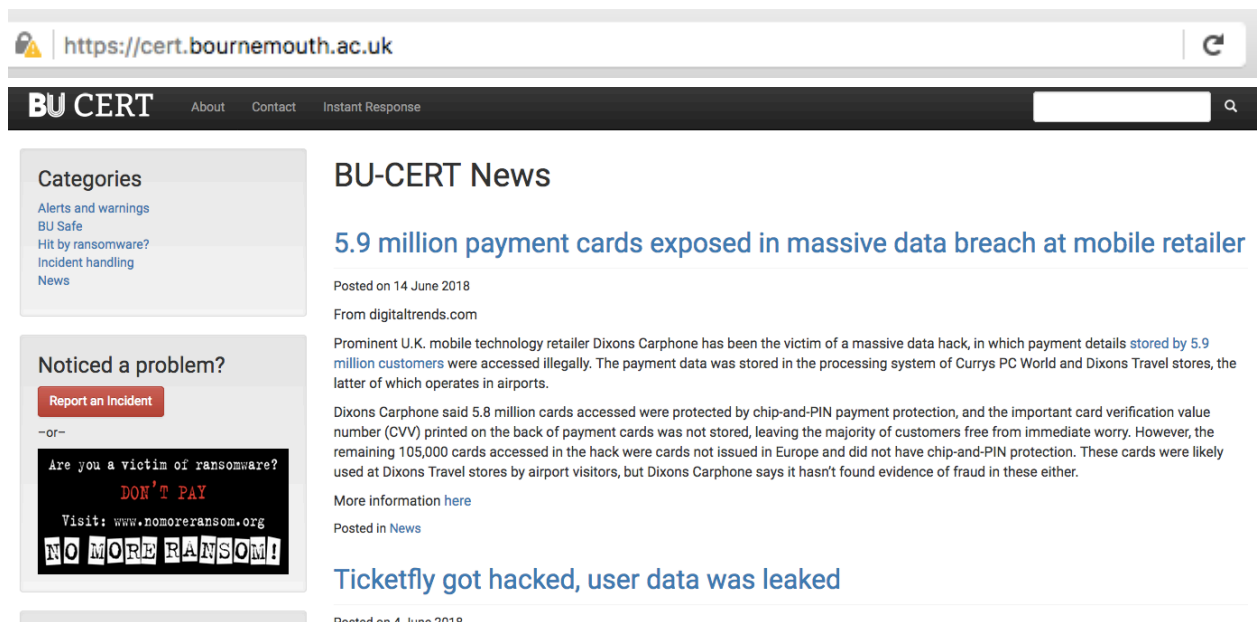 https://cert.bournemouth.ac.uk
BU CERT About Contact Instant Response
Categories
Alerts and warnings
BU Safe
Hit by ransomware?
Incident handling
News
Noticed a problem?
Report an Incident
–or–
Are you a victim of ransomware?
DON'T PAY
Visit: www.nomoreransom.org
NO MORE RANSOM!
BU-CERT News
5.9 million payment cards exposed in massive data breach at mobile retailer
Posted on 14 June 2018
From digitaltrends.com
Prominent U.K. mobile technology retailer Dixons Carphone has been the victim of a massive data hack, in which payment details stored by 5.9
million customers were accessed illegally. The payment data was stored in the processing system of Currys PC World and Dixons Travel stores, the
latter of which operates in airports.
Dixons Carphone said 5.8 million cards accessed were protected by chip-and-PIN payment protection, and the important card verification value
number (CVV) printed on the back of payment cards was not stored, leaving the majority of customers free from immediate worry. However, the
remaining 105,000 cards accessed in the hack were cards not issued in Europe and did not have chip-and-PIN protection. These cards were likely
used at Dixons Travel stores by airport visitors, but Dixons Carphone says it hasn't found evidence of fraud in these either.
More information here
Posted in News
Ticketfly got hacked, user data was leaked
Posted on 4 June 2018